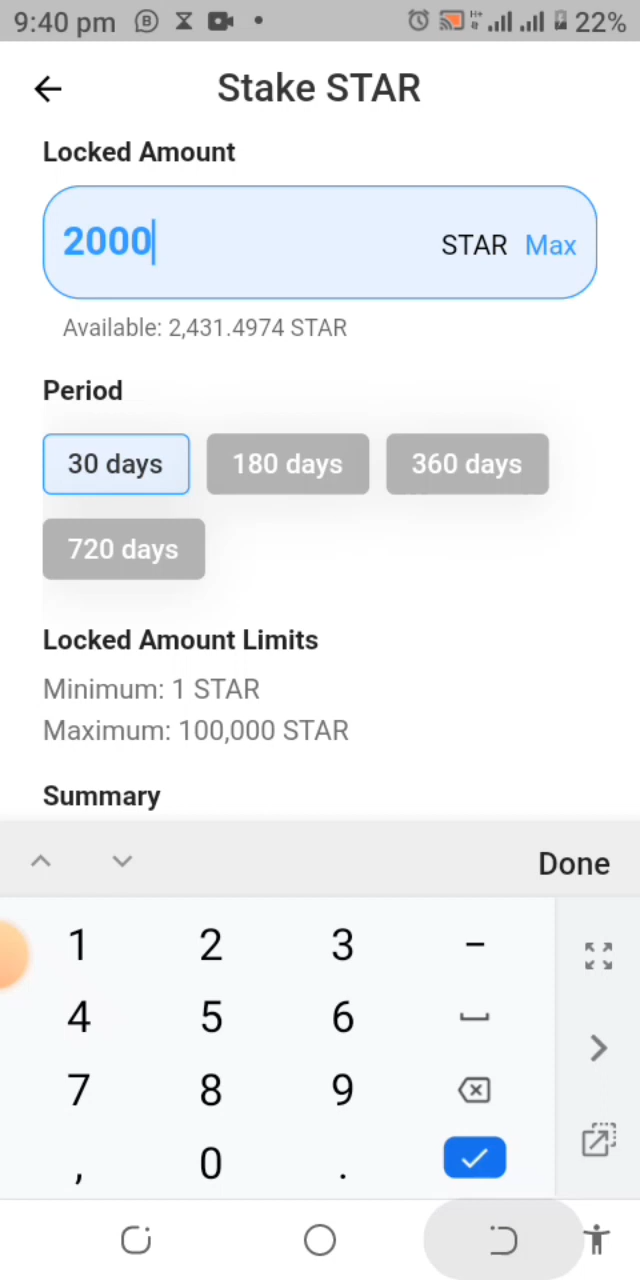 9:40 pm 22%
Stake STAR
Locked Amount
2000 STAR Max
Available: 2,431.4974 STAR
Period
30 days 180 days 360 days
720 days
Locked Amount Limits
Minimum: 1 STAR
Maximum: 100,000 STAR
Summary
Done
1 2 3 -
4 5 6
7 8 9
, 0 .